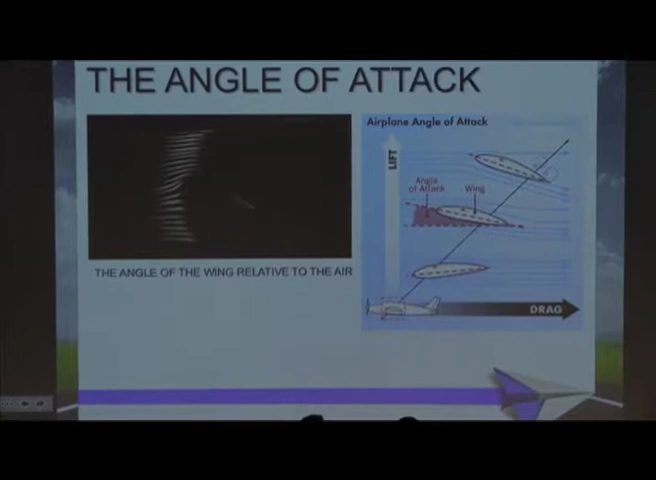 THE ANGLE OF ATTACK
Airplane Angle of Attack
LIFT
Angle
of Attack
Wing
THE ANGLE OF THE WING RELATIVE TO THE AIR
DRAG